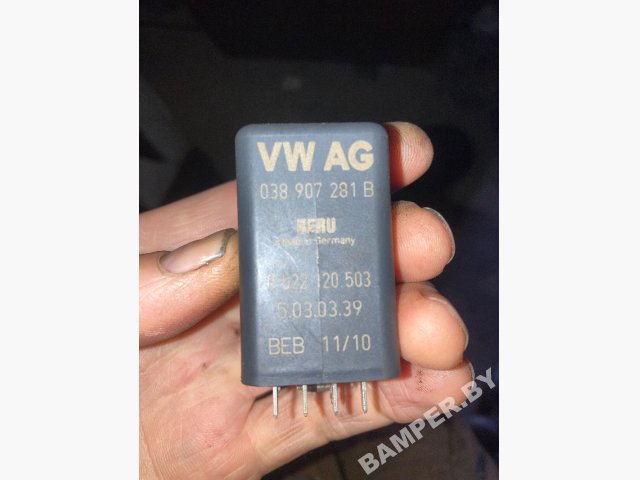 VW AG
038 907 281 B
BERU
Made in Germany
022 120 503
5.03.03.39
BEB 11/10
BAMPER.BY